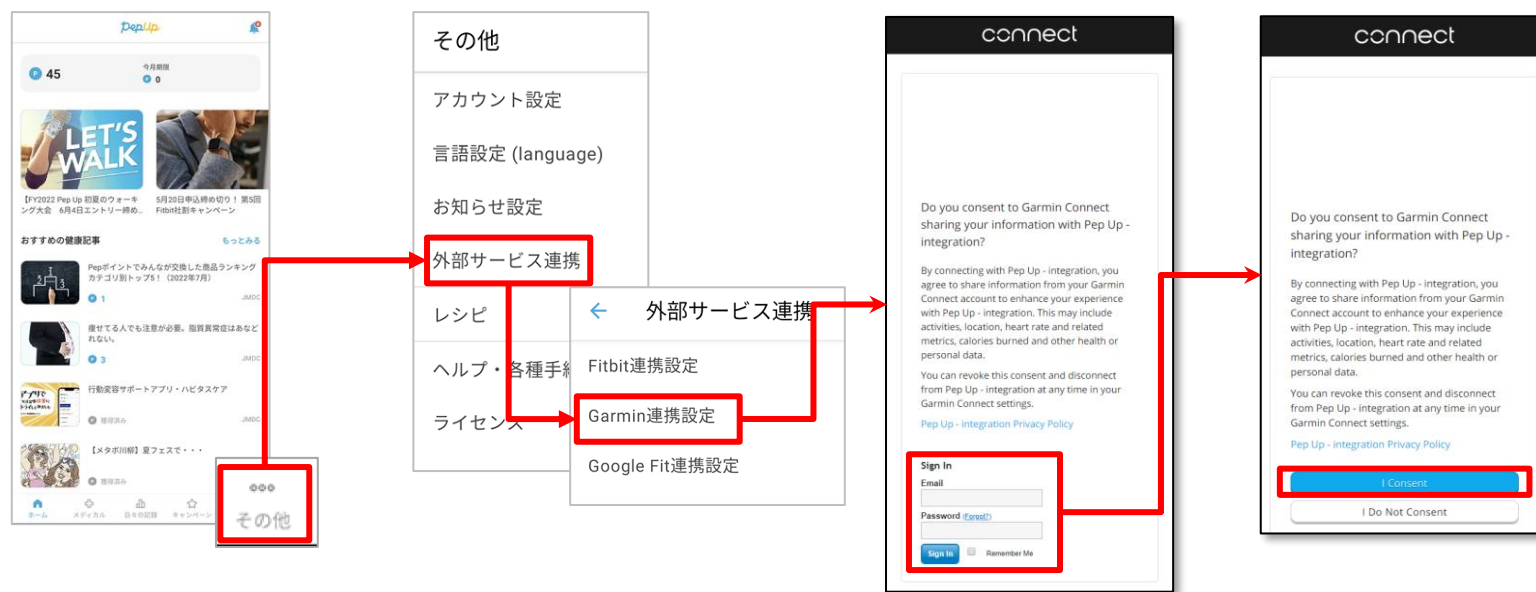 PepUp
45
今月期限
0
LET'S
WALK
【FY2022 Pep Up 初夏のウォーキ
ング大会 6月4日エントリー締め…
5月20日申込締め切り！ 第5回
Fitbit社割キャンペーン
おすすめの健康記事
もっとみる
Pepポイントでみんなが交換した商品ランキング
カテゴリ別トップ5！（2022年7月）
1
JMDC
痩せてる人でも注意が必要。脂質異常症はあなど
れない。
3
JMDC
行動変容サポートアプリ・ハビタスケア
獲得済み
JMDC
【メタボ川柳】夏フェスで・・・
獲得済み
ホーム
メディカル
日々の記録
キャンペーン
その他
その他
アカウント設定
言語設定 (language)
お知らせ設定
外部サービス連携
レシピ
ヘルプ・各種手続
ライセンス
← 外部サービス連携
Fitbit連携設定
Garmin連携設定
Google Fit連携設定
connect
Do you consent to Garmin Connect
sharing your information with Pep Up -
integration?
By connecting with Pep Up - integration, you
agree to share information from your Garmin
Connect account to enhance your experience
with Pep Up - integration. This may include
activities, location, heart rate and related
metrics, calories burned and other health or
personal data.
You can revoke this consent and disconnect
from Pep Up - integration at any time in your
Garmin Connect settings.
Pep Up - integration Privacy Policy
Sign In
Email
Password (Forgot?)
Sign In
Remember Me
connect
Do you consent to Garmin Connect
sharing your information with Pep Up -
integration?
By connecting with Pep Up - integration, you
agree to share information from your Garmin
Connect account to enhance your experience
with Pep Up - integration. This may include
activities, location, heart rate and related
metrics, calories burned and other health or
personal data.
You can revoke this consent and disconnect
from Pep Up - integration at any time in your
Garmin Connect settings.
Pep Up - integration Privacy Policy
I Consent
I Do Not Consent